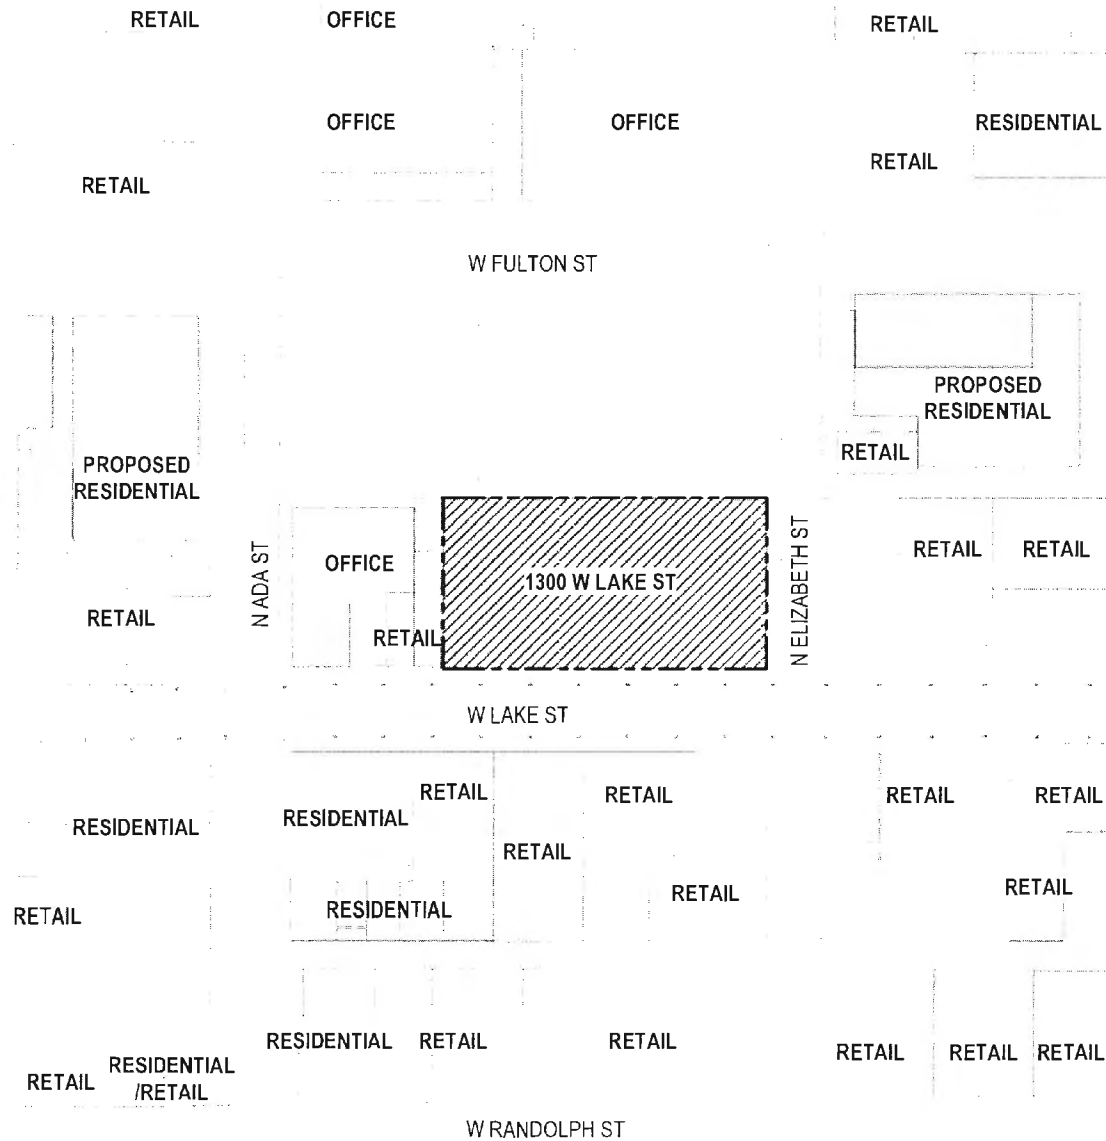 RETAIL
OFFICE
RETAIL
OFFICE
OFFICE
RESIDENTIAL
RETAIL
RETAIL
W FULTON ST
PROPOSED
RESIDENTIAL
RETAIL
PROPOSED
RESIDENTIAL
N ADA ST
OFFICE
1300 W LAKE ST
N ELIZABETH ST
RETAIL
RETAIL
RETAIL
RETAIL
W LAKE ST
RETAIL
RETAIL
RETAIL
RETAIL
RESIDENTIAL
RESIDENTIAL
RETAIL
RETAIL
RETAIL
RETAIL
RESIDENTIAL
RESIDENTIAL
RETAIL
RETAIL
RETAIL
RETAIL
RETAIL
RETAIL
RESIDENTIAL
/RETAIL
W RANDOLPH ST